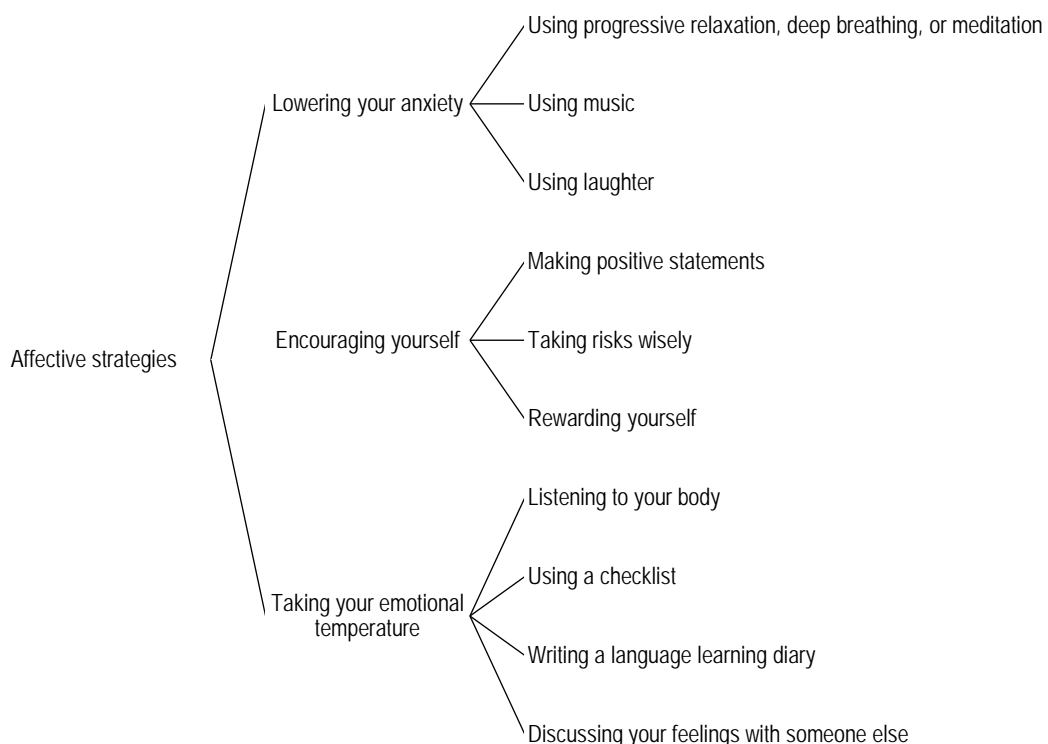 Using progressive relaxation, deep breathing, or meditation
Lowering your anxiety
Using music
Using laughter
Making positive statements
Encouraging yourself
Taking risks wisely
Affective strategies
Rewarding yourself
Listening to your body
Using a checklist
Taking your emotional
temperature
Writing a language learning diary
Discussing your feelings with someone else